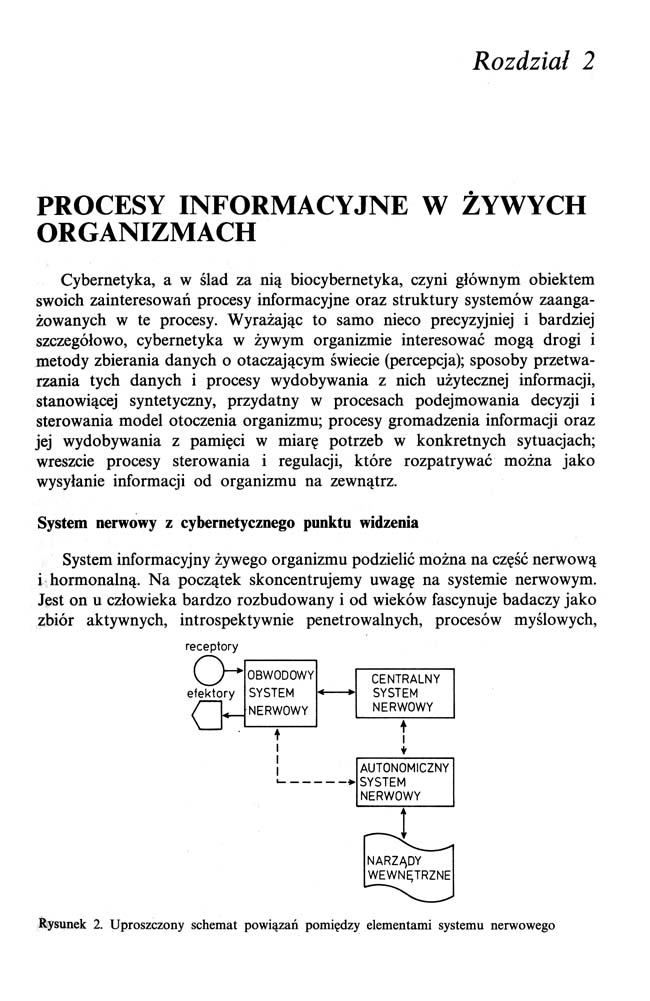 Rozdział 2
PROCESY INFORMACYJNE W ŻYWYCH
ORGANIZMACH
Cybernetyka, a w ślad za nią biocybernetyka, czyni głównym obiektem
swoich zainteresowań procesy informacyjne oraz struktury systemów zaanga-
żowanych w te procesy. Wyrażając to samo nieco precyzyjniej i bardziej
szczegółowo, cybernetyka w żywym organizmie interesować mogą drogi i
metody zbierania danych o otaczającym świecie (percepcja); sposoby przetwa-
rzania tych danych i procesy wydobywania z nich użytecznej informacji,
stanowiącej syntetyczny, przydatny w procesach podejmowania decyzji i
sterowania model otoczenia organizmu; procesy gromadzenia informacji oraz
jej wydobywania z pamięci w miarę potrzeb w konkretnych sytuacjach;
wreszcie procesy sterowania i regulacji, które rozpatrywać można jako
wysyłanie informacji od organizmu na zewnątrz.
System nerwowy z cybernetycznego punktu widzenia
System informacyjny żywego organizmu podzielić można na część nerwową
i hormonalną. Na początek skoncentrujemy uwagę na systemie nerwowym.
Jest on u człowieka bardzo rozbudowany i od wieków fascynuje badaczy jako
zbiór aktywnych, introspektywnie penetrowalnych, procesów myślowych,
receptory
efektory
OBWODOWY
SYSTEM
NERWOWY
CENTRALNY
SYSTEM
NERWOWY
AUTONOMICZNY
SYSTEM
NERWOWY
NARZĄDY
WEWNĘTRZNE
Rysunek 2. Uproszczony schemat powiązań pomiędzy elementami systemu nerwowego